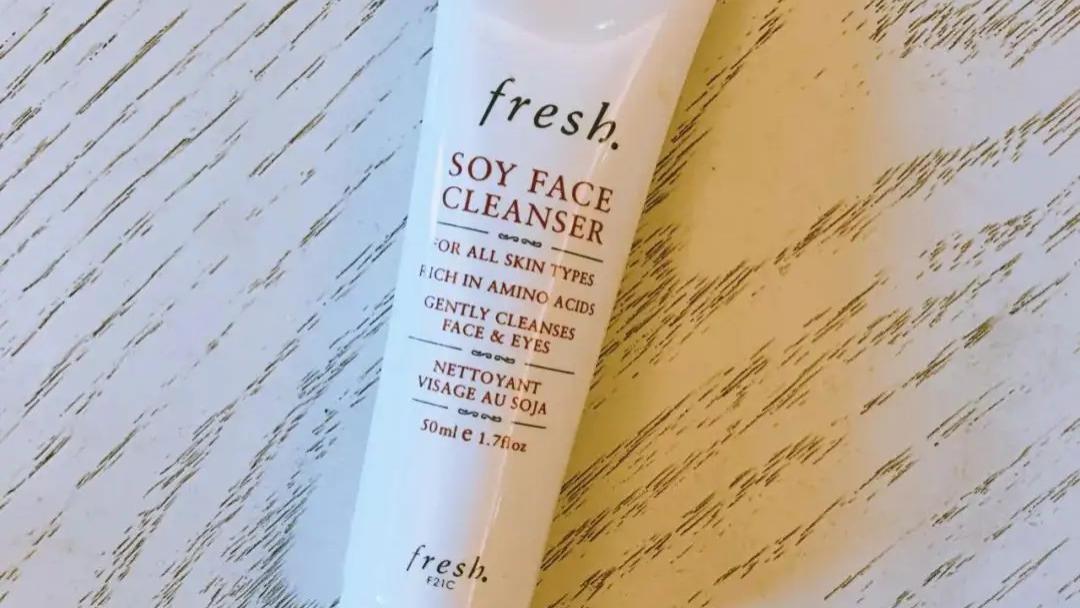 fresh.
SOY FACE
CLEANSER
FOR ALL SKIN TYPES
RICH IN AMINO ACIDS
GENTLY CLEANSES
FACE & EYES
NETTOYANT
VISAGE AU SOJA
50ml e 1.7fl oz
fresh.
F21C